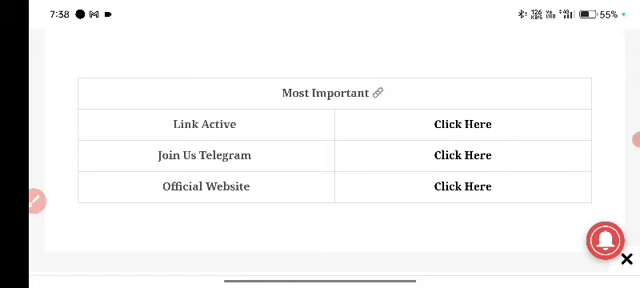 7:38
55%
Most Important
Link Active Click Here
Join Us Telegram Click Here
Official Website Click Here